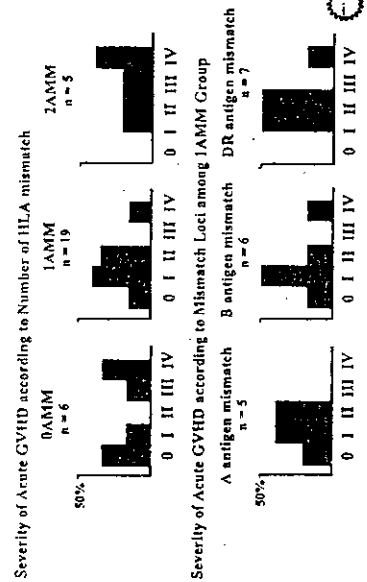 Severity of Acute GVHD according to Number of HLA mismatch
0AMM 1AMM 2AMM
n = 6 n = 19 n = 5
50%
0 I II III IV 0 I II III IV 0 I II III IV
Severity of Acute GVHD according to Mismatch Loci among 1AMM Group
A antigen mismatch B antigen mismatch DR antigen mismatch
n = 5 n = 6 n = 7
50%
0 I II III IV 0 I II III IV 0 I II III IV